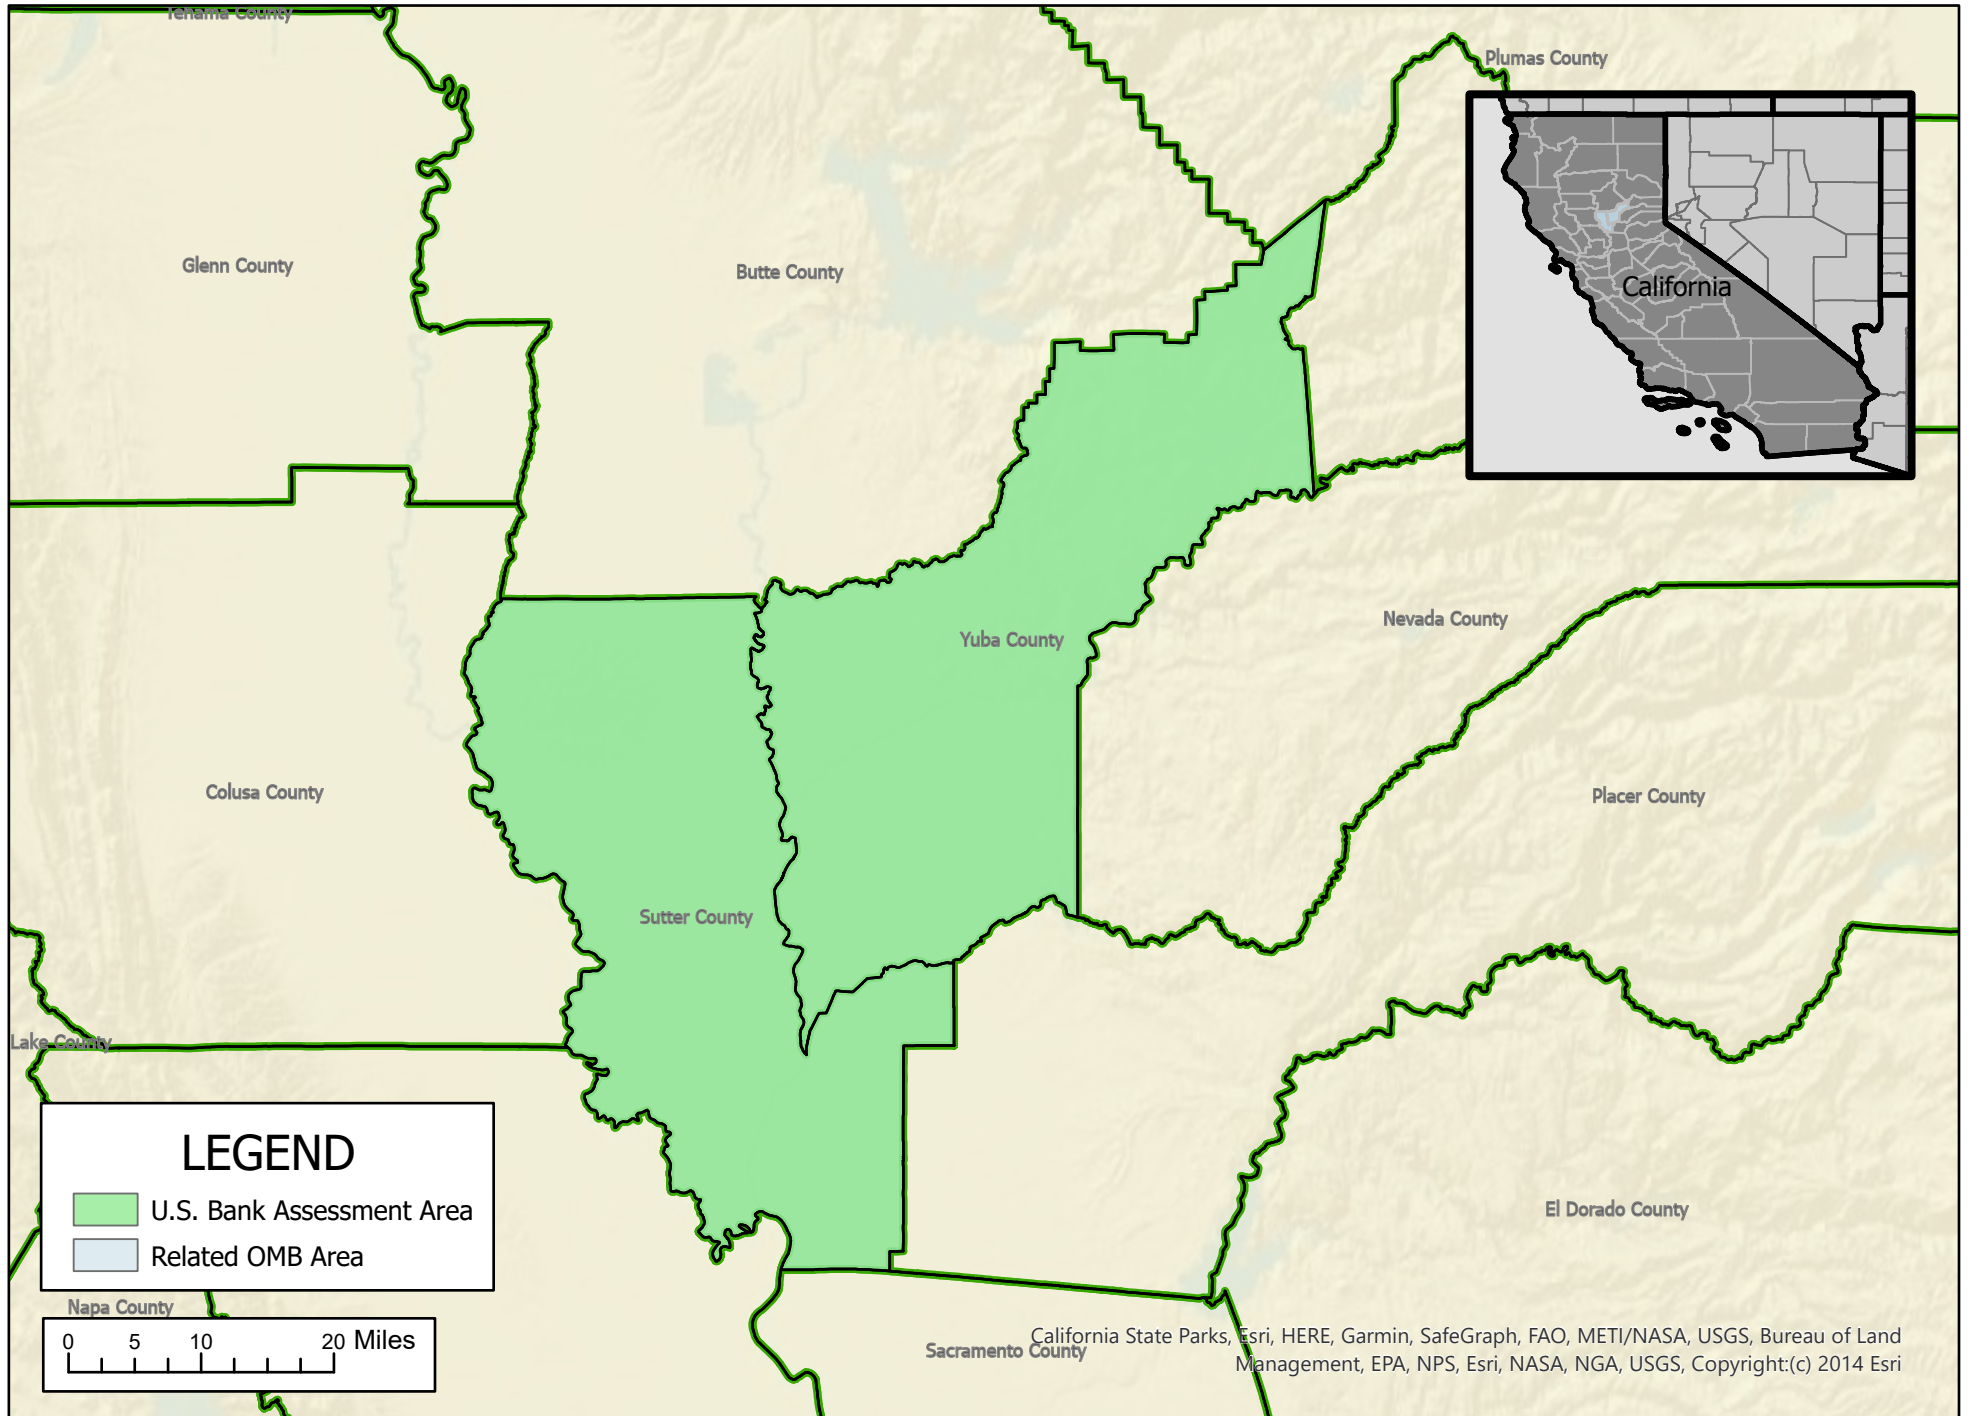 Tehama County
Plumas County
Glenn County
Butte County
California
Nevada County
Yuba County
Colusa County
Placer County
Sutter County
Lake County
LEGEND
U.S. Bank Assessment Area
Related OMB Area
El Dorado County
Napa County
0 5 10 20 Miles
Sacramento County
California State Parks, Esri, HERE, Garmin, SafeGraph, FAO, METI/NASA, USGS, Bureau of Land
Management, EPA, NPS, Esri, NASA, NGA, USGS, Copyright:(c) 2014 Esri